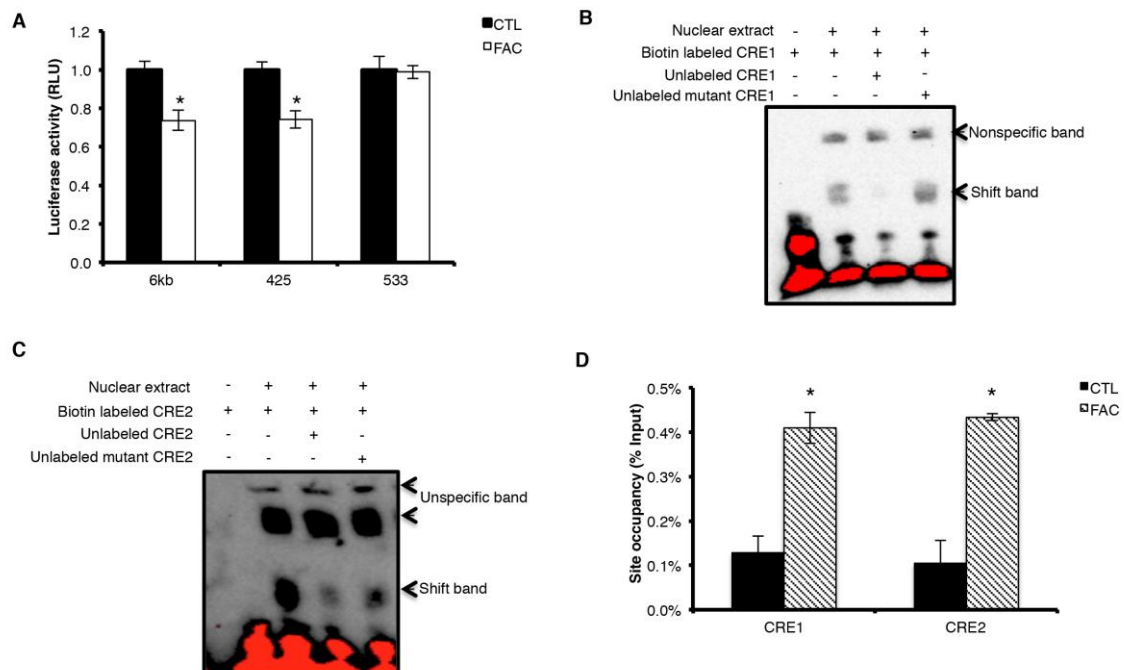 A
CTL
FAC
Luciferase activity (RLU)
1.2
1.0
0.8
0.6
0.4
0.2
0.0
*
*
6kb 425 533
B
Nuclear extract - + + +
Biotin labeled CRE1 + + + +
Unlabeled CRE1 - - + -
Unlabeled mutant CRE1 - - - +
Nonspecific band
Shift band
C
Nuclear extract - + + +
Biotin labeled CRE2 + + + +
Unlabeled CRE2 - - + -
Unlabeled mutant CRE2 - - - +
Unspecific band
Shift band
D
CTL
FAC
Site occupancy (% Input)
0.5%
0.4%
0.3%
0.2%
0.1%
0.0%
* *
CRE1 CRE2